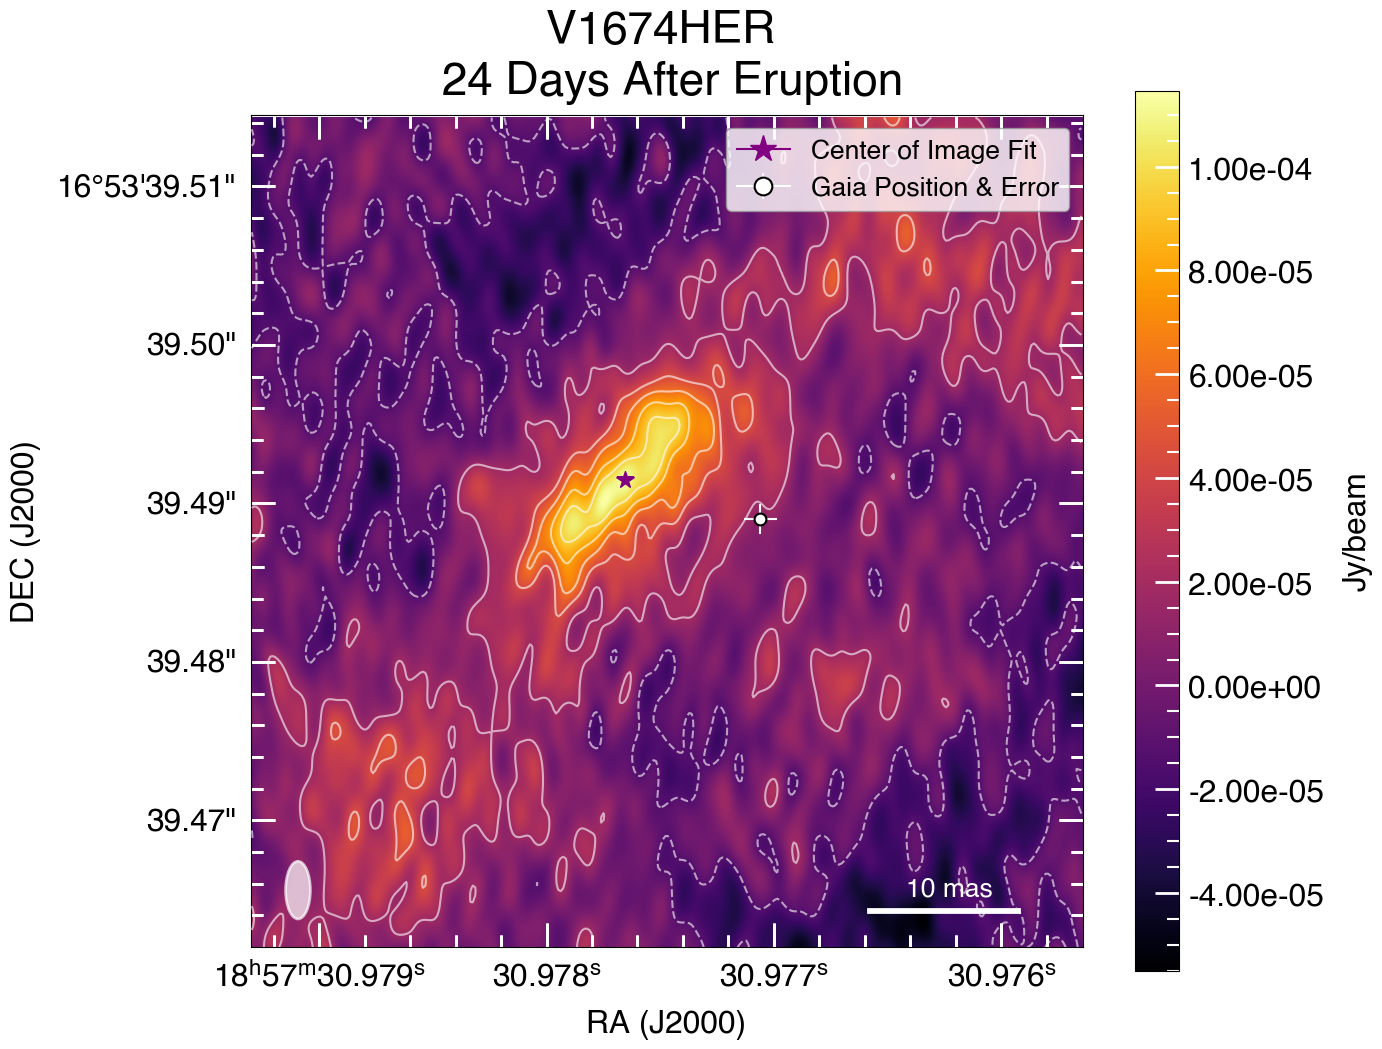 V1674HER
24 Days After Eruption
Center of Image Fit
Gaia Position & Error
16°53'39.51"
39.50"
39.49"
39.48"
39.47"
DEC (J2000)
10 mas
18ʰ57ᵐ30.979ˢ
30.978ˢ
30.977ˢ
30.976ˢ
RA (J2000)
1.00e-04
8.00e-05
6.00e-05
4.00e-05
2.00e-05
0.00e+00
-2.00e-05
-4.00e-05
Jy/beam